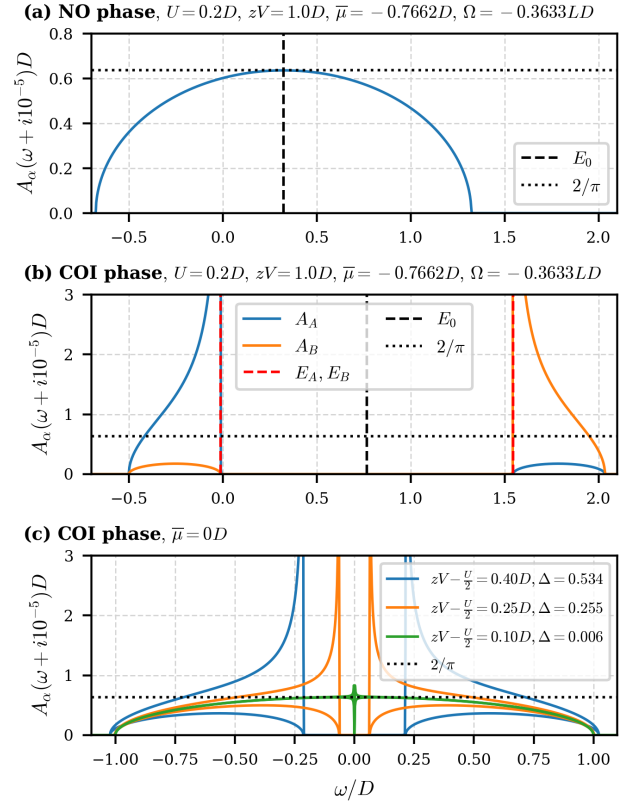 (a) NO phase, U = 0.2D, zV = 1.0D, μ̅ = −0.7662D, Ω = −0.3633LD
A_α(ω + i10⁻⁵)D
0.8
0.6
0.4
0.2
0.0
E₀
2/π
−0.5 0.0 0.5 1.0 1.5 2.0
(b) COI phase, U = 0.2D, zV = 1.0D, μ̅ = −0.7662D, Ω = −0.3633LD
A_α(ω + i10⁻⁵)D
3
2
1
0
A_A
A_B
E_A, E_B
E₀
2/π
−0.5 0.0 0.5 1.0 1.5 2.0
(c) COI phase, μ̅ = 0D
A_α(ω + i10⁻⁵)D
3
2
1
0
zV − U/2 = 0.40D, Δ = 0.534
zV − U/2 = 0.25D, Δ = 0.255
zV − U/2 = 0.10D, Δ = 0.006
2/π
−1.00 −0.75 −0.50 −0.25 0.00 0.25 0.50 0.75 1.00
ω/D